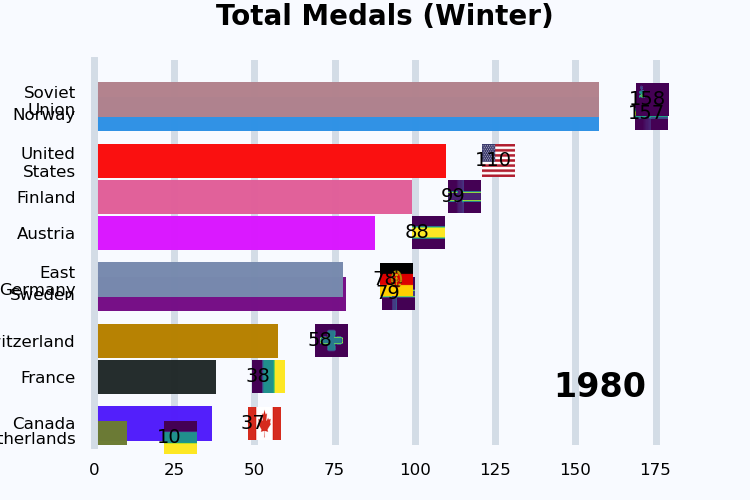 Total Medals (Winter)
Soviet
Union
158
Norway
157
United
States
110
Finland
99
Austria
88
East
Germany
78
Sweden
79
itzerland
58
France
38
1980
Canada
37
therlands
10
0 25 50 75 100 125 150 175